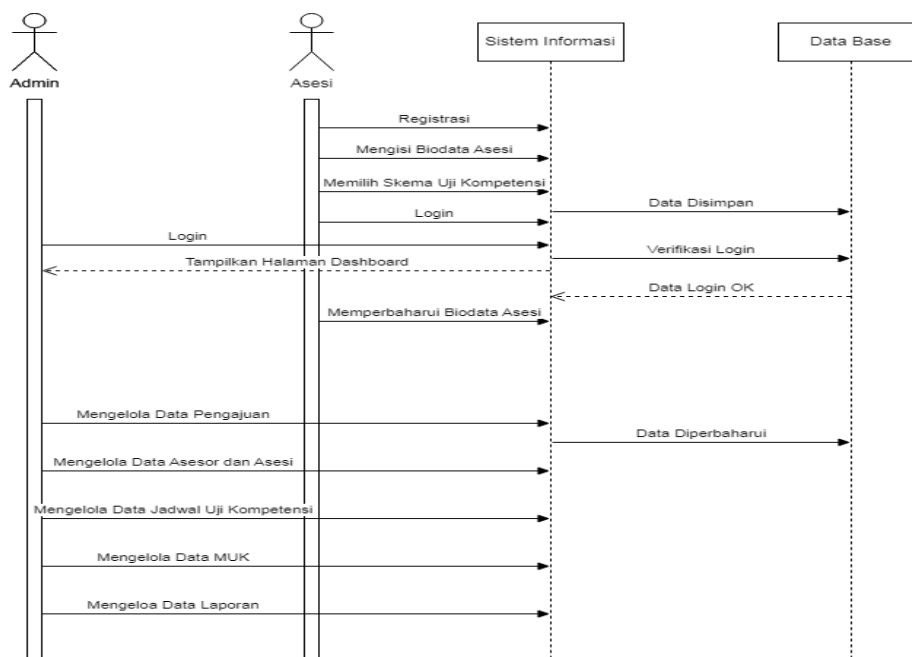 Sistem Informasi
Data Base
Admin
Asesi
Registrasi
Mengisi Biodata Asesi
Memilih Skema Uji Kompetensi
Data Disimpan
Login
Login
Verifikasi Login
Tampilkan Halaman Dashboard
Data Login OK
Memperbaharui Biodata Asesi
Mengelola Data Pengajuan
Data Diperbaharui
Mengelola Data Asesor dan Asesi
Mengelola Data Jadwal Uji Kompetensi
Mengelola Data MUK
Mengeloa Data Laporan